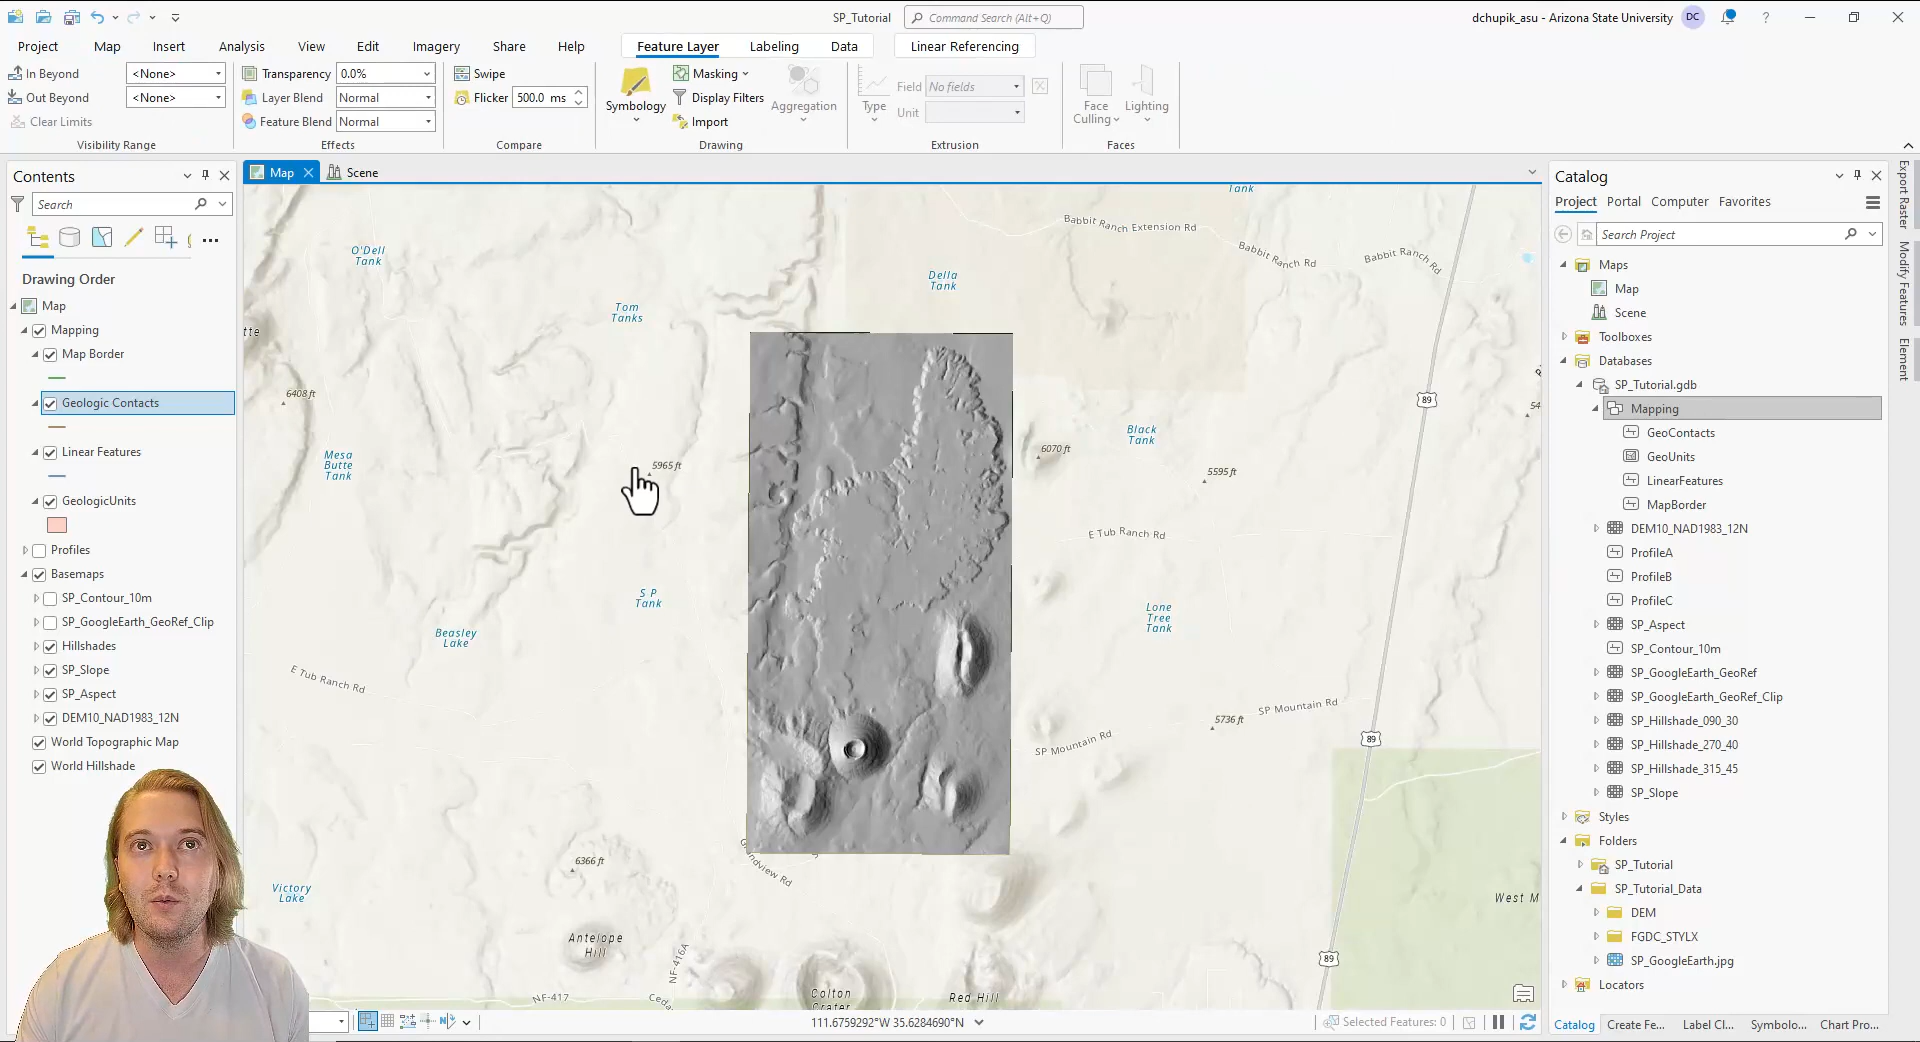 SP_Tutorial
Command Search (Alt+Q)
dchupik_asu - Arizona State University
DC
?
Project
Map
Insert
Analysis
View
Edit
Imagery
Share
Help
Feature Layer
Labeling
Data
Linear Referencing
In Beyond
<None>
Out Beyond
<None>
Clear Limits
Visibility Range
Transparency
0.0%
Layer Blend
Normal
Feature Blend
Normal
Effects
Swipe
Flicker
500.0 ms
Compare
Symbology
Masking
Display Filters
Import
Aggregation
Drawing
Type
Field
No fields
Unit
Extrusion
Face
Culling
Lighting
Faces
Contents
Search
Drawing Order
Map
Mapping
Map Border
Geologic Contacts
Linear Features
GeologicUnits
Profiles
Basemaps
SP_Contour_10m
SP_GoogleEarth_GeoRef_Clip
Hillshades
SP_Slope
SP_Aspect
DEM10_NAD1983_12N
World Topographic Map
World Hillshade
Map
Scene
Tank
Babbit Ranch Extension Rd
Babbit Ranch Rd
Babbit Ranch Rd
O'Dell
Tank
Della
Tank
Tom
Tanks
tte
6408 ft
89
54
Mesa
Butte
Tank
5965 ft
Black
Tank
6070 ft
5595 ft
E Tub Ranch Rd
S P
Tank
Beasley
Lake
Lone
Tree
Tank
E Tub Ranch Rd
SP Mountain Rd
SP Mountain Rd
5736 ft
89
Grandview Rd
6366 ft
Victory
Lake
West M
Antelope
Hill
NF-416A
89
Colton
Crater
Red Hill
NF-417
Ceda
111.6759292°W 35.6284690°N
Selected Features: 0
Catalog
Project
Portal
Computer
Favorites
Search Project
Maps
Map
Scene
Toolboxes
Databases
SP_Tutorial.gdb
Mapping
GeoContacts
GeoUnits
LinearFeatures
MapBorder
DEM10_NAD1983_12N
ProfileA
ProfileB
ProfileC
SP_Aspect
SP_Contour_10m
SP_GoogleEarth_GeoRef
SP_GoogleEarth_GeoRef_Clip
SP_Hillshade_090_30
SP_Hillshade_270_40
SP_Hillshade_315_45
SP_Slope
Styles
Folders
SP_Tutorial
SP_Tutorial_Data
DEM
FGDC_STYLX
SP_GoogleEarth.jpg
Locators
Catalog
Create Fe...
Label Cl...
Symbolo...
Chart Pro...
Export Raster
Modify Features
Element